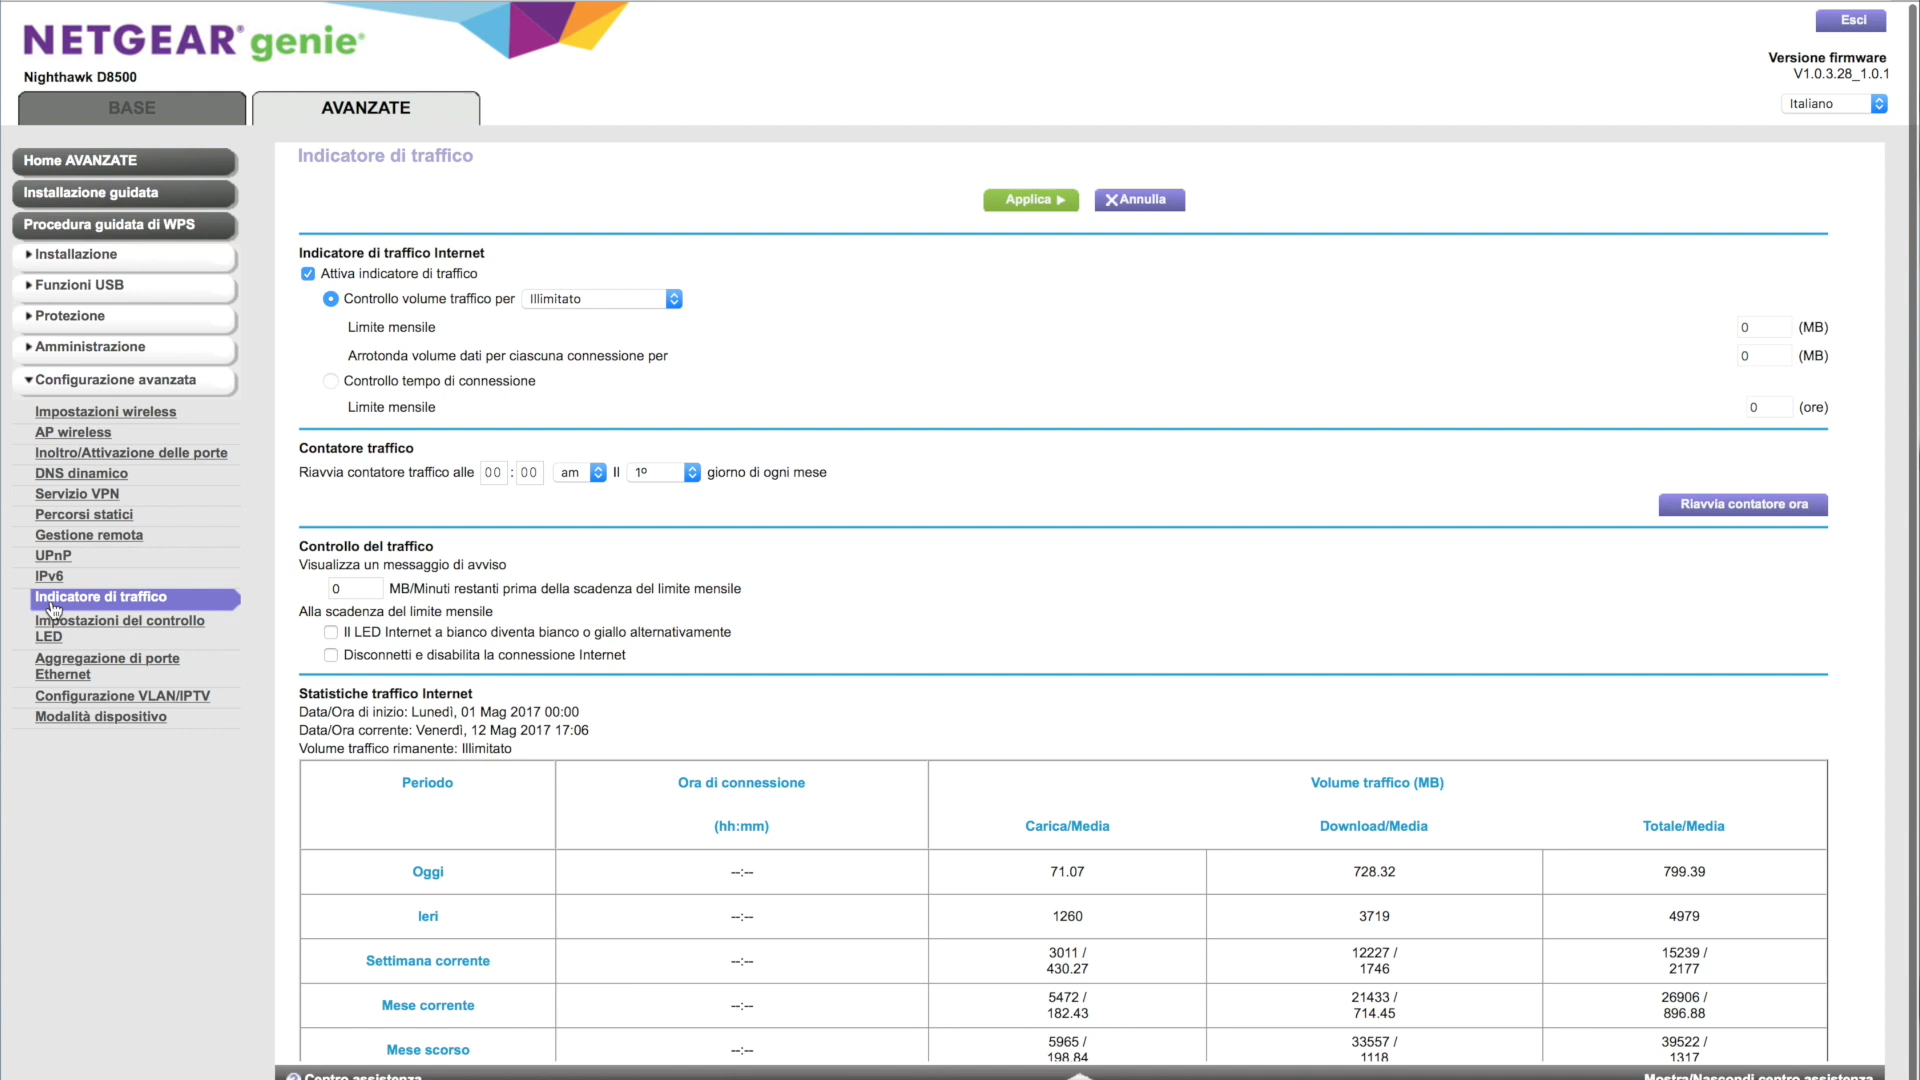 NETGEAR® genie®
Esci
Versione firmware
V1.0.3.28_1.0.1
Nighthawk D8500
Italiano
BASE
AVANZATE
Home AVANZATE
Installazione guidata
Procedura guidata di WPS
Installazione
Funzioni USB
Protezione
Amministrazione
Configurazione avanzata
Impostazioni wireless
AP wireless
Inoltro/Attivazione delle porte
DNS dinamico
Servizio VPN
Percorsi statici
Gestione remota
UPnP
IPv6
Indicatore di traffico
Impostazioni del controllo
LED
Aggregazione di porte
Ethernet
Configurazione VLAN/IPTV
Modalità dispositivo
Indicatore di traffico
Applica
Annulla
Indicatore di traffico Internet
Attiva indicatore di traffico
Controllo volume traffico per Illimitato
Limite mensile 0 (MB)
Arrotonda volume dati per ciascuna connessione per 0 (MB)
Controllo tempo di connessione
Limite mensile 0 (ore)
Contatore traffico
Riavvia contatore traffico alle 00 : 00 am Il 1º giorno di ogni mese
Riavvia contatore ora
Controllo del traffico
Visualizza un messaggio di avviso
0 MB/Minuti restanti prima della scadenza del limite mensile
Alla scadenza del limite mensile
Il LED Internet a bianco diventa bianco o giallo alternativamente
Disconnetti e disabilita la connessione Internet
Statistiche traffico Internet
Data/Ora di inizio: Lunedì, 01 Mag 2017 00:00
Data/Ora corrente: Venerdì, 12 Mag 2017 17:06
Volume traffico rimanente: Illimitato
Periodo Ora di connessione Volume traffico (MB)
(hh:mm) Carica/Media Download/Media Totale/Media
Oggi --:-- 71.07 728.32 799.39
Ieri --:-- 1260 3719 4979
Settimana corrente --:-- 3011 / 12227 / 15239 /
430.27 1746 2177
Mese corrente --:-- 5472 / 21433 / 26906 /
182.43 714.45 896.88
Mese scorso --:-- 5965 / 33557 / 39522 /
198.84 1118 1317
Centro assistenza
Mostra/Nascondi centro assistenza